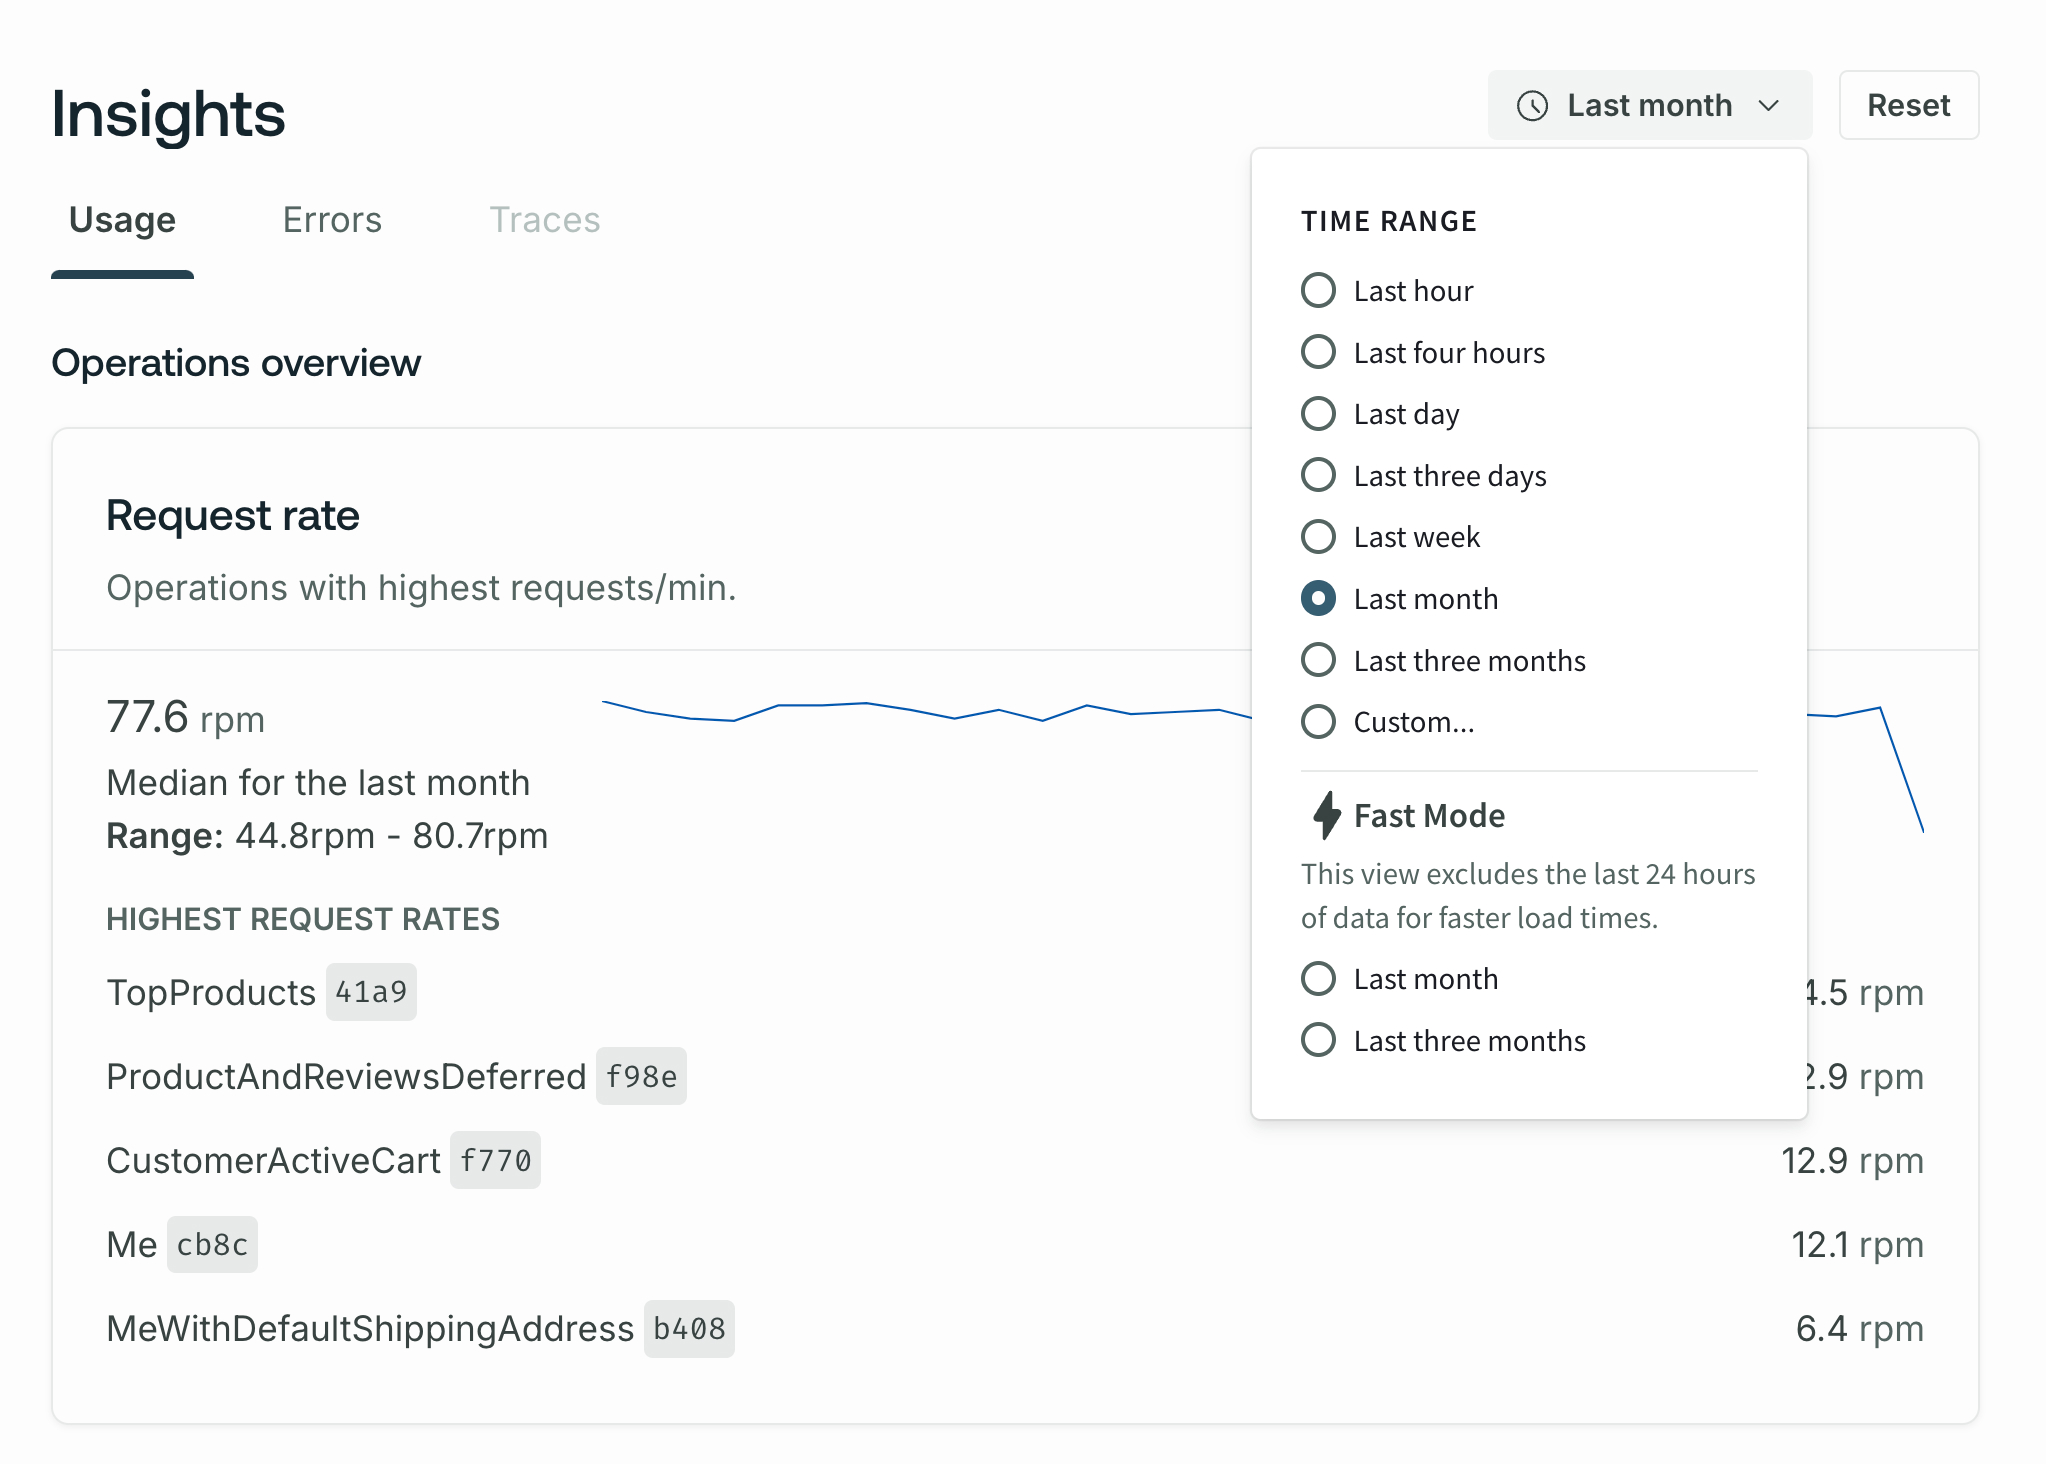 Insights
Last month
Reset
Usage
Errors
Traces
TIME RANGE
Last hour
Last four hours
Last day
Last three days
Last week
Last month
Last three months
Custom...
Fast Mode
This view excludes the last 24 hours
of data for faster load times.
Last month
Last three months
Operations overview
Request rate
Operations with highest requests/min.
77.6 rpm
Median for the last month
Range: 44.8rpm - 80.7rpm
HIGHEST REQUEST RATES
TopProducts 41a9
rpm
ProductAndReviewsDeferred f98e
rpm
CustomerActiveCart f770
12.9 rpm
Me cb8c
12.1 rpm
MeWithDefaultShippingAddress b408
6.4 rpm